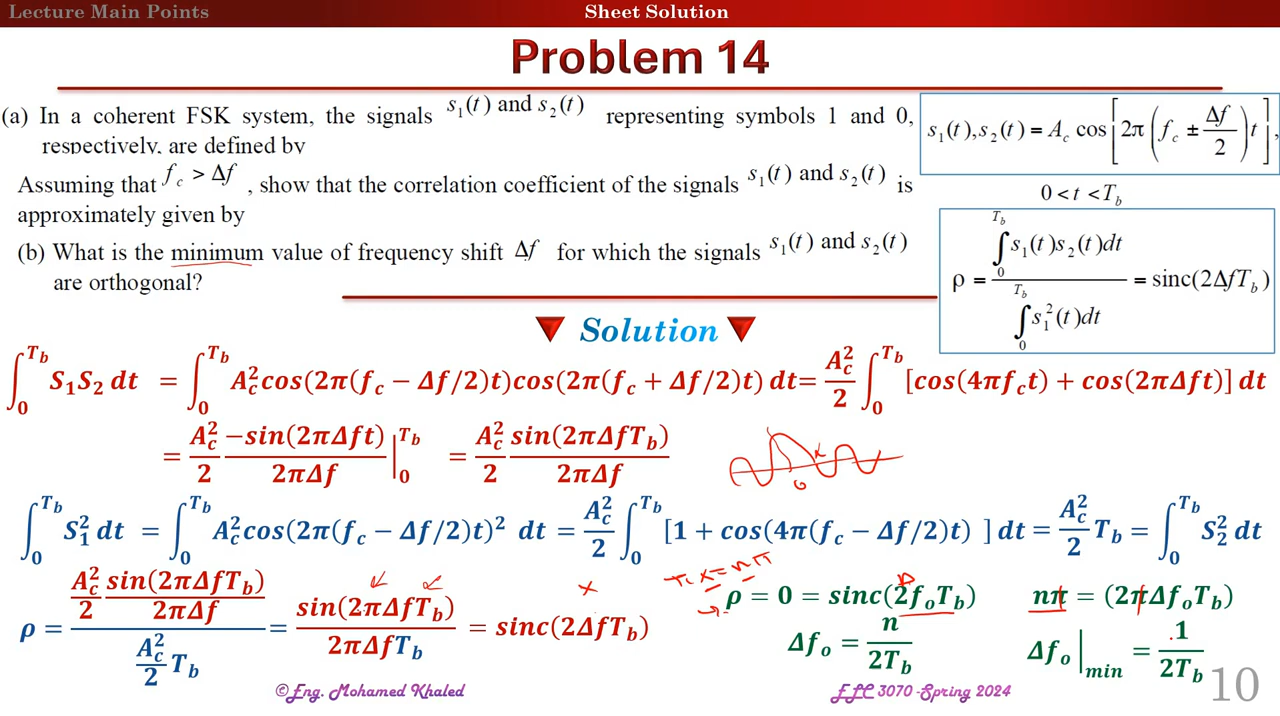 Lecture Main Points
Sheet Solution
Problem 14
(a) In a coherent FSK system, the signals s₁(t) and s₂(t) representing symbols 1 and 0,
respectively, are defined by
s₁(t), s₂(t) = A_c cos[2π(f_c ± Δf/2)t],
0 < t < T_b
Assuming that f_c > Δf , show that the correlation coefficient of the signals s₁(t) and s₂(t) is
approximately given by
ρ = ∫₀^{T_b} s₁(t)s₂(t)dt / ∫₀^{T_b} s₁²(t)dt = sinc(2ΔfT_b)
(b) What is the minimum value of frequency shift Δf for which the signals s₁(t) and s₂(t)
are orthogonal?
Solution
∫₀^{T_b} S₁S₂ dt = ∫₀^{T_b} A_c² cos(2π(f_c − Δf/2)t)cos(2π(f_c + Δf/2)t) dt = A_c²/2 ∫₀^{T_b} [cos(4πf_c t) + cos(2πΔft)] dt
= A_c²/2 −sin(2πΔft)/2πΔf |₀^{T_b} = A_c²/2 sin(2πΔfT_b)/2πΔf
∫₀^{T_b} S₁² dt = ∫₀^{T_b} A_c² cos(2π(f_c − Δf/2)t)² dt = A_c²/2 ∫₀^{T_b} [1 + cos(4π(f_c − Δf/2)t) ] dt = A_c²/2 T_b = ∫₀^{T_b} S₂² dt
ρ = (A_c²/2 sin(2πΔfT_b)/2πΔf) / (A_c²/2 T_b) = sin(2πΔfT_b)/2πΔfT_b = sinc(2ΔfT_b)
x
π x = n π
ρ = 0 = sinc(2f_oT_b)
nπ = (2πΔf_oT_b)
Δf_o = n/2T_b
Δf_o|_min = 1/2T_b
©Eng. Mohamed Khaled
ELC 3070 -Spring 2024
10